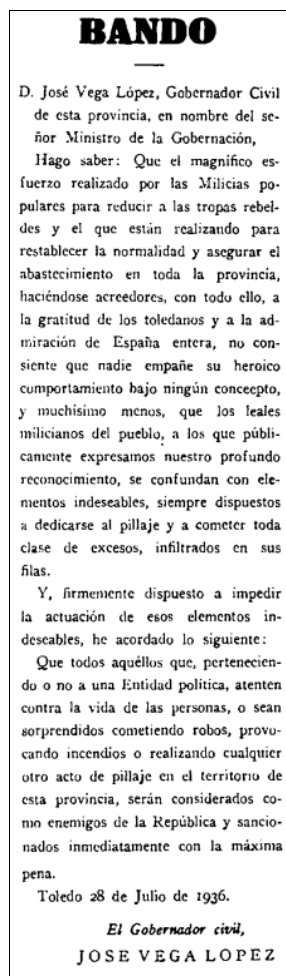 BANDO
D. José Vega López, Gobernador Civil
de esta provincia, en nombre del se-
ñor Ministro de la Gobernación,
Hago saber: Que el magnífico es-
fuerzo realizado por las Milicias po-
pulares para reducir a las tropas rebel-
des y el que están realizando para
restablecer la normalidad y asegurar el
abastecimiento en toda la provincia,
haciéndose acreedores, con todo ello, a
la gratitud de los toledanos y a la ad-
miración de España entera, no con-
siente que nadie empañe su heroico
comportamiento bajo ningún conceepto,
y muchísimo menos, que los leales
milicianos del pueblo, a los que públi-
camente expresamos nuestro profundo
reconocimiento, se confundan con ele-
mentos indeseables, siempre dispuestos
a dedicarse al pillaje y a cometer toda
clase de excesos, infiltrados en sus
filas.
Y, firmemente dispuesto a impedir
la actuación de esos elementos in-
deseables, he acordado lo siguiente:
Que todos aquéllos que, pertenecien-
do o no a una Entidad política, atenten
contra la vida de las personas, o sean
sorprendidos cometiendo robos, provo-
cando incendios o realizando cualquier
otro acto de pillaje en el territorio de
esta provincia, serán considerados co-
mo enemigos de la República y sancio-
nados inmediatamente con la máxima
pena.
Toledo 28 de Julio de 1936.
El Gobernador civil,
JOSE VEGA LOPEZ